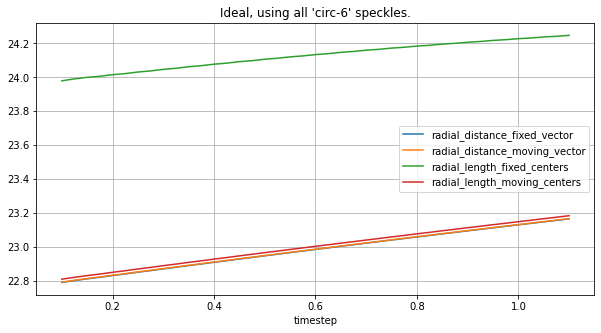 Ideal, using all 'circ-6' speckles.
24.2
24.0
23.8
23.6
23.4
23.2
23.0
22.8
radial_distance_fixed_vector
radial_distance_moving_vector
radial_length_fixed_centers
radial_length_moving_centers
0.2 0.4 0.6 0.8 1.0
timestep